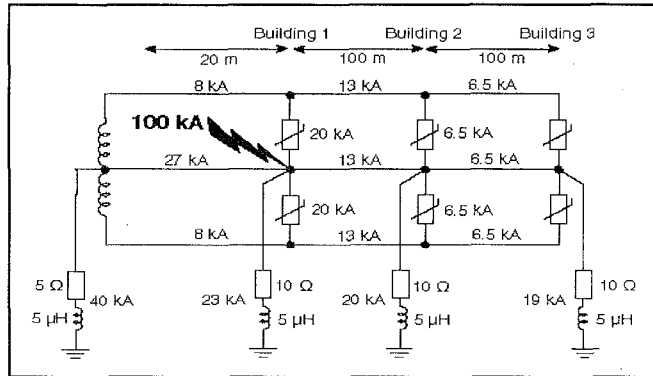 Building 1 Building 2 Building 3
20 m 100 m 100 m
8 kA 13 kA 6.5 kA
100 kA
20 kA 6.5 kA
27 kA 13 kA 6.5 kA
20 kA 6.5 kA
8 kA 13 kA 6.5 kA
5 Ω 10 Ω 10 Ω 10 Ω
40 kA 23 kA 20 kA 19 kA
5 µH 5 µH 5 µH 5 µH